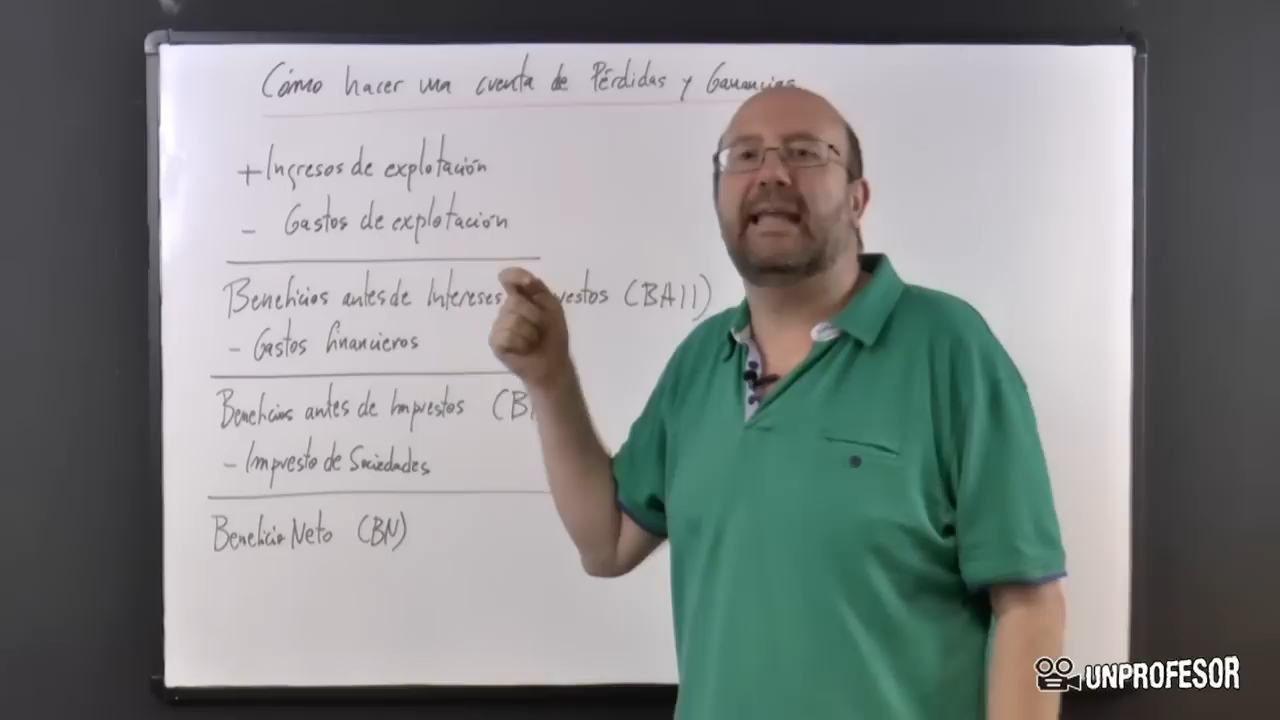 Cómo hacer una cuenta de Pérdidas y Ganancias
+ Ingresos de explotación
- Gastos de explotación
Beneficios antes de Intereses (BAII)
- Gastos financieros
Beneficios antes de Impuestos
- Impuesto de Sociedades
Beneficio Neto (BN)
UNPROFESOR